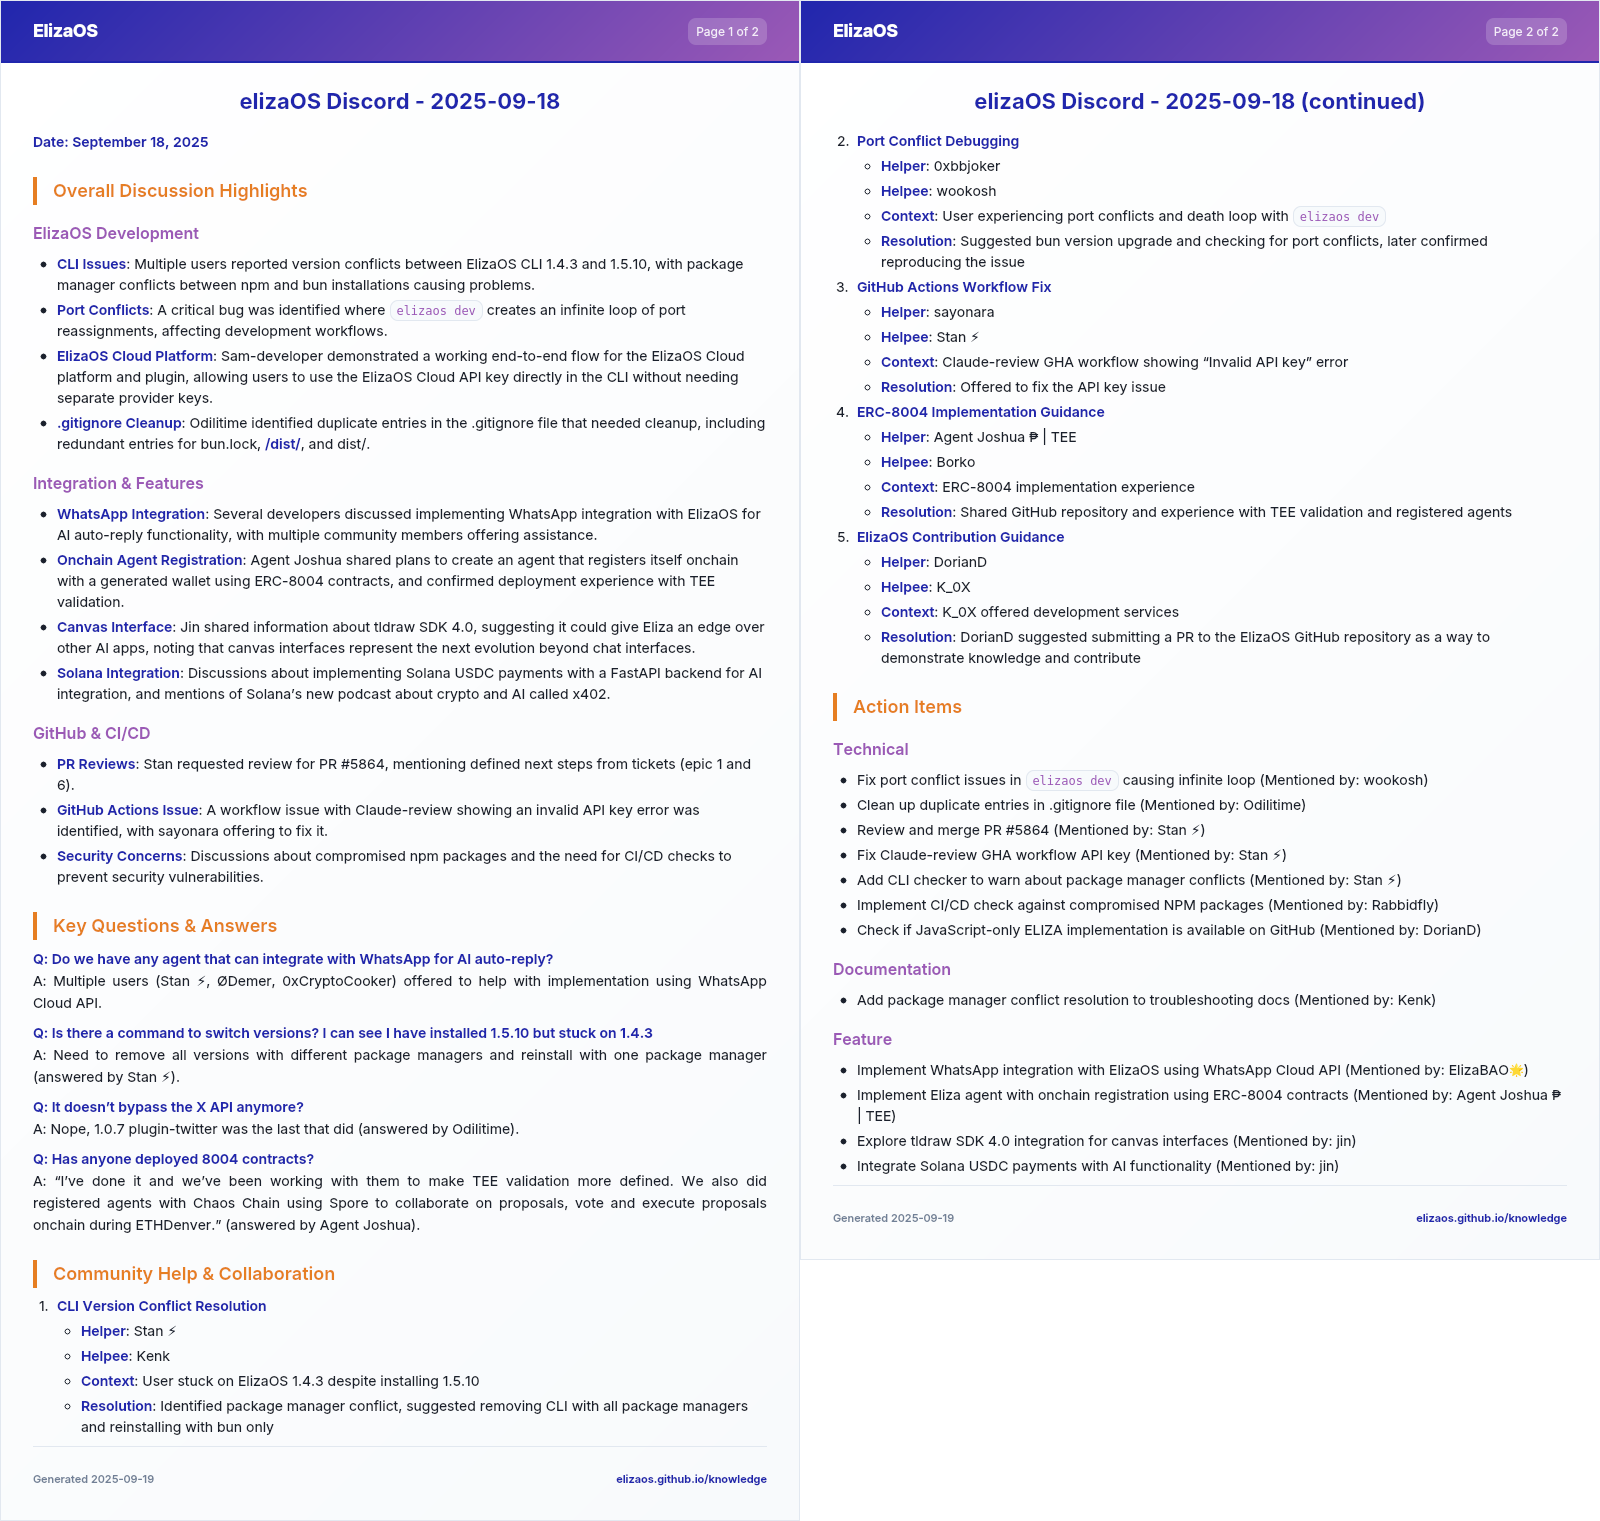 ElizaOS
Page 1 of 2
elizaOS Discord - 2025-09-18
Date: September 18, 2025
Overall Discussion Highlights
ElizaOS Development
• CLI Issues: Multiple users reported version conflicts between ElizaOS CLI 1.4.3 and 1.5.10, with package
manager conflicts between npm and bun installations causing problems.
• Port Conflicts: A critical bug was identified where elizaos dev creates an infinite loop of port
reassignments, affecting development workflows.
• ElizaOS Cloud Platform: Sam-developer demonstrated a working end-to-end flow for the ElizaOS Cloud
platform and plugin, allowing users to use the ElizaOS Cloud API key directly in the CLI without needing
separate provider keys.
• .gitignore Cleanup: Odilitime identified duplicate entries in the .gitignore file that needed cleanup, including
redundant entries for bun.lock, /dist/, and dist/.
Integration & Features
• WhatsApp Integration: Several developers discussed implementing WhatsApp integration with ElizaOS for
AI auto-reply functionality, with multiple community members offering assistance.
• Onchain Agent Registration: Agent Joshua shared plans to create an agent that registers itself onchain
with a generated wallet using ERC-8004 contracts, and confirmed deployment experience with TEE
validation.
• Canvas Interface: Jin shared information about tldraw SDK 4.0, suggesting it could give Eliza an edge over
other AI apps, noting that canvas interfaces represent the next evolution beyond chat interfaces.
• Solana Integration: Discussions about implementing Solana USDC payments with a FastAPI backend for AI
integration, and mentions of Solana’s new podcast about crypto and AI called x402.
GitHub & CI/CD
• PR Reviews: Stan requested review for PR #5864, mentioning defined next steps from tickets (epic 1 and
6).
• GitHub Actions Issue: A workflow issue with Claude-review showing an invalid API key error was
identified, with sayonara offering to fix it.
• Security Concerns: Discussions about compromised npm packages and the need for CI/CD checks to
prevent security vulnerabilities.
Key Questions & Answers
Q: Do we have any agent that can integrate with WhatsApp for AI auto-reply?
A: Multiple users (Stan ⚡, ØDemer, 0xCryptoCooker) offered to help with implementation using WhatsApp
Cloud API.
Q: Is there a command to switch versions? I can see I have installed 1.5.10 but stuck on 1.4.3
A: Need to remove all versions with different package managers and reinstall with one package manager
(answered by Stan ⚡).
Q: It doesn’t bypass the X API anymore?
A: Nope, 1.0.7 plugin-twitter was the last that did (answered by Odilitime).
Q: Has anyone deployed 8004 contracts?
A: “I’ve done it and we’ve been working with them to make TEE validation more defined. We also did
registered agents with Chaos Chain using Spore to collaborate on proposals, vote and execute proposals
onchain during ETHDenver.” (answered by Agent Joshua).
Community Help & Collaboration
1. CLI Version Conflict Resolution
◦ Helper: Stan ⚡
◦ Helpee: Kenk
◦ Context: User stuck on ElizaOS 1.4.3 despite installing 1.5.10
◦ Resolution: Identified package manager conflict, suggested removing CLI with all package managers
and reinstalling with bun only
Generated 2025-09-19
elizaos.github.io/knowledge
ElizaOS
Page 2 of 2
elizaOS Discord - 2025-09-18 (continued)
2. Port Conflict Debugging
◦ Helper: 0xbbjoker
◦ Helpee: wookosh
◦ Context: User experiencing port conflicts and death loop with elizaos dev
◦ Resolution: Suggested bun version upgrade and checking for port conflicts, later confirmed
reproducing the issue
3. GitHub Actions Workflow Fix
◦ Helper: sayonara
◦ Helpee: Stan ⚡
◦ Context: Claude-review GHA workflow showing “Invalid API key” error
◦ Resolution: Offered to fix the API key issue
4. ERC-8004 Implementation Guidance
◦ Helper: Agent Joshua ₱ | TEE
◦ Helpee: Borko
◦ Context: ERC-8004 implementation experience
◦ Resolution: Shared GitHub repository and experience with TEE validation and registered agents
5. ElizaOS Contribution Guidance
◦ Helper: DorianD
◦ Helpee: K_0X
◦ Context: K_0X offered development services
◦ Resolution: DorianD suggested submitting a PR to the ElizaOS GitHub repository as a way to
demonstrate knowledge and contribute
Action Items
Technical
• Fix port conflict issues in elizaos dev causing infinite loop (Mentioned by: wookosh)
• Clean up duplicate entries in .gitignore file (Mentioned by: Odilitime)
• Review and merge PR #5864 (Mentioned by: Stan ⚡)
• Fix Claude-review GHA workflow API key (Mentioned by: Stan ⚡)
• Add CLI checker to warn about package manager conflicts (Mentioned by: Stan ⚡)
• Implement CI/CD check against compromised NPM packages (Mentioned by: Rabbidfly)
• Check if JavaScript-only ELIZA implementation is available on GitHub (Mentioned by: DorianD)
Documentation
• Add package manager conflict resolution to troubleshooting docs (Mentioned by: Kenk)
Feature
• Implement WhatsApp integration with ElizaOS using WhatsApp Cloud API (Mentioned by: ElizaBAO🌟)
• Implement Eliza agent with onchain registration using ERC-8004 contracts (Mentioned by: Agent Joshua ₱
| TEE)
• Explore tldraw SDK 4.0 integration for canvas interfaces (Mentioned by: jin)
• Integrate Solana USDC payments with AI functionality (Mentioned by: jin)
Generated 2025-09-19
elizaos.github.io/knowledge